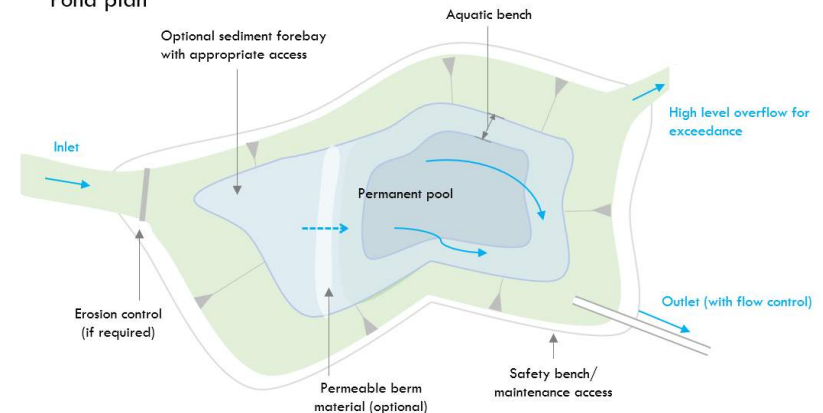 Pond plan
Aquatic bench
Optional sediment forebay
with appropriate access
High level overflow for
exceedance
Inlet
Permanent pool
Outlet (with flow control)
Erosion control
(if required)
Safety bench/
maintenance access
Permeable berm
material (optional)